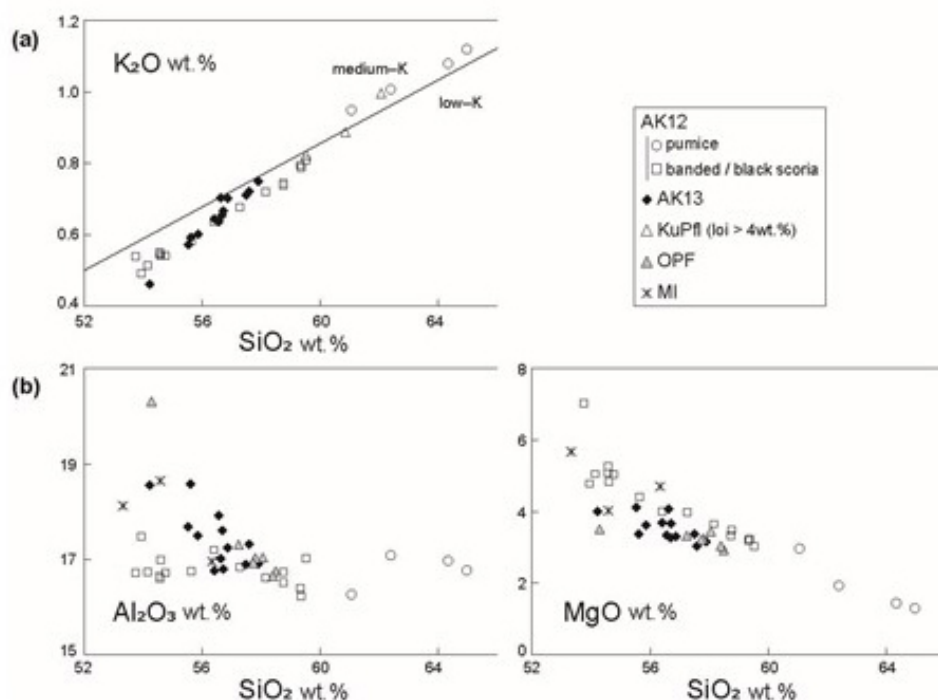 (a)
1.2
1.0
0.8
0.6
0.4
K₂O wt.%
medium–K
low–K
52
56
60
64
SiO₂ wt.%
AK12
pumice
banded / black scoria
AK13
KuPfl (loi > 4wt.%)
OPF
MI
(b)
21
19
17
15
Al₂O₃ wt.%
52
56
60
64
SiO₂ wt.%
8
6
4
2
0
MgO wt.%
52
56
60
64
SiO₂ wt.%